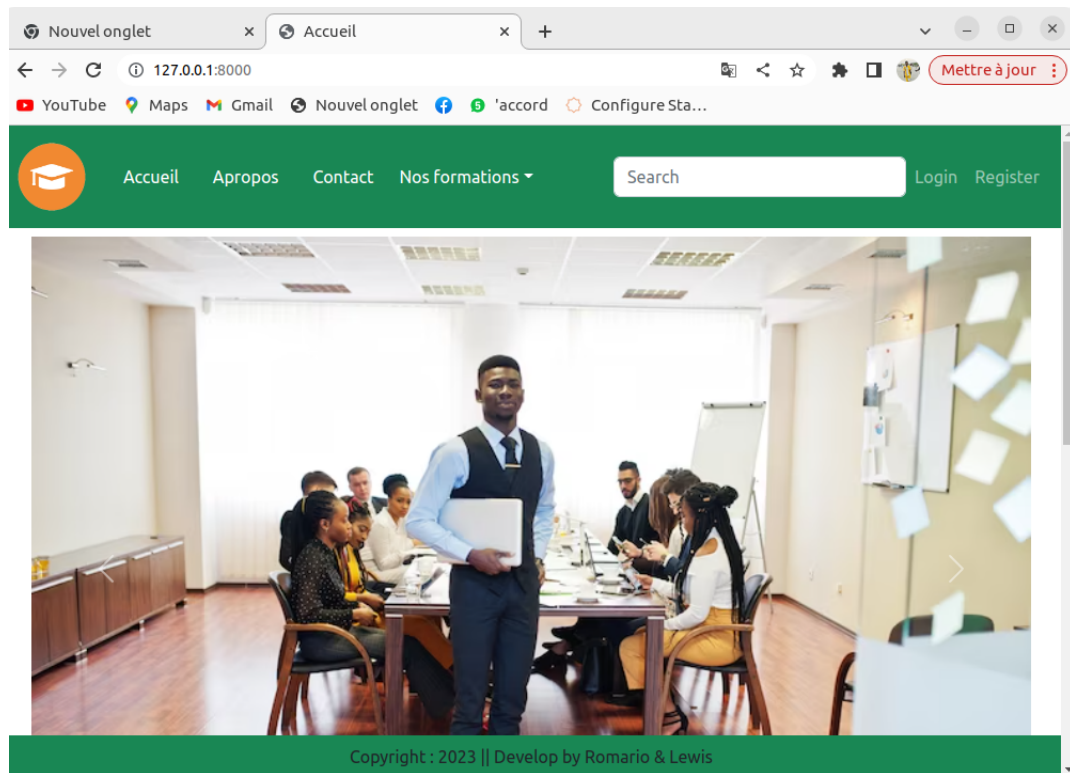 Nouvel onglet
Accueil
127.0.0.1:8000
Mettre à jour
YouTube Maps Gmail Nouvel onglet 'accord Configure Sta...
Accueil Apropos Contact Nos formations Search Login Register
Copyright : 2023 || Develop by Romario & Lewis